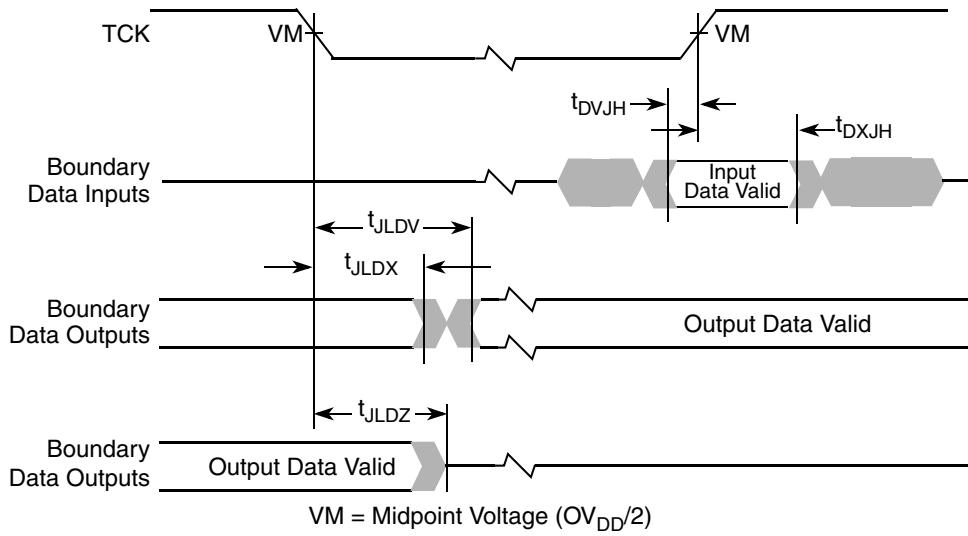 TCK
VM
VM
tDVJH
tDXJH
Boundary
Data Inputs
Input
Data Valid
tJLDV
tJLDX
Boundary
Data Outputs
Output Data Valid
tJLDZ
Boundary
Data Outputs
Output Data Valid
VM = Midpoint Voltage (OVDD/2)